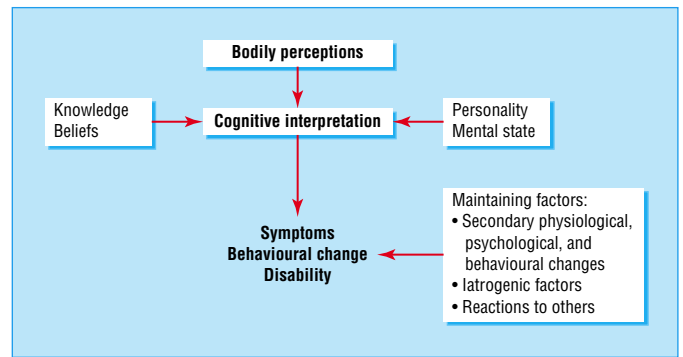 Bodily perceptions
Knowledge
Beliefs
Cognitive interpretation
Personality
Mental state
Symptoms
Behavioural change
Disability
Maintaining factors:
• Secondary physiological,
psychological, and
behavioural changes
• Iatrogenic factors
• Reactions to others